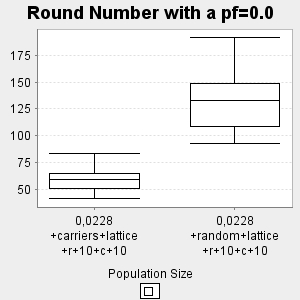 Round Number with a pf=0.0
175
150
125
100
75
50
0,0228
+carriers+lattice
+r+10+c+10
0,0228
+random+lattice
+r+10+c+10
Population Size